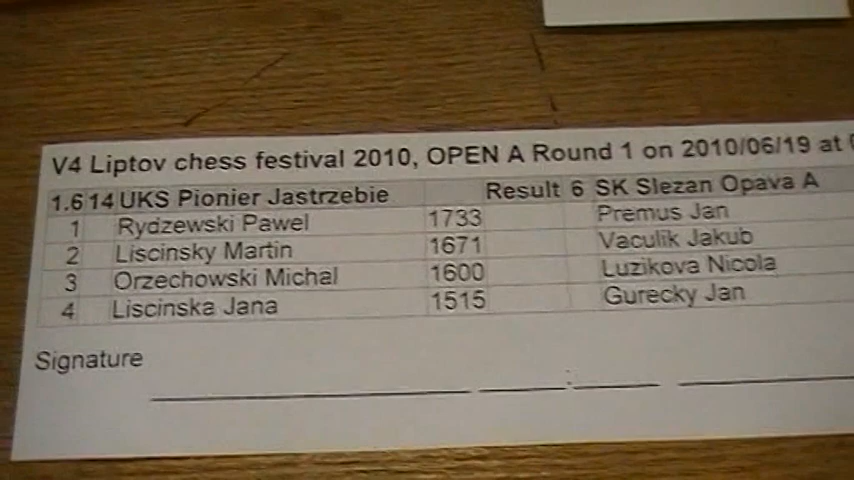 V4 Liptov chess festival 2010, OPEN A Round 1 on 2010/06/19 at
1.6 14 UKS Pionier Jastrzebie Result 6 SK Slezan Opava A
1 Rydzewski Pawel 1733 Premus Jan
2 Liscinsky Martin 1671 Vaculik Jakub
3 Orzechowski Michal 1600 Luzikova Nicola
4 Liscinska Jana 1515 Gurecky Jan
Signature